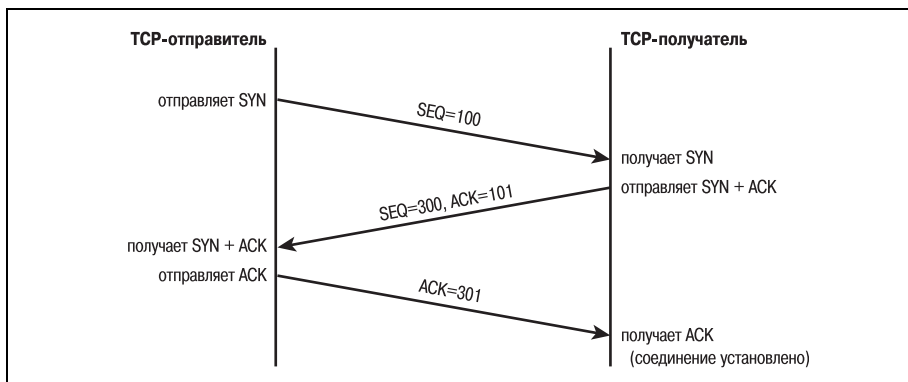 TCP-отправитель
TCP-получатель
отправляет SYN
SEQ=100
получает SYN
отправляет SYN + ACK
SEQ=300, ACK=101
получает SYN + ACK
отправляет ACK
ACK=301
получает ACK
(соединение установлено)